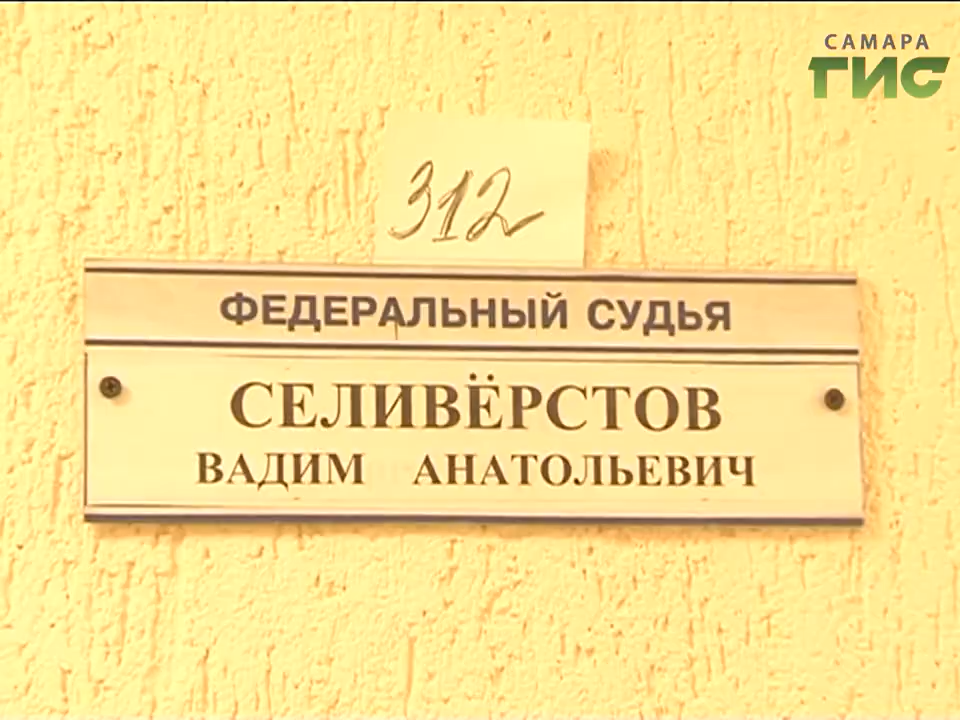 САМАРА
ГИС
312
ФЕДЕРАЛЬНЫЙ СУДЬЯ
СЕЛИВЁРСТОВ
ВАДИМ АНАТОЛЬЕВИЧ